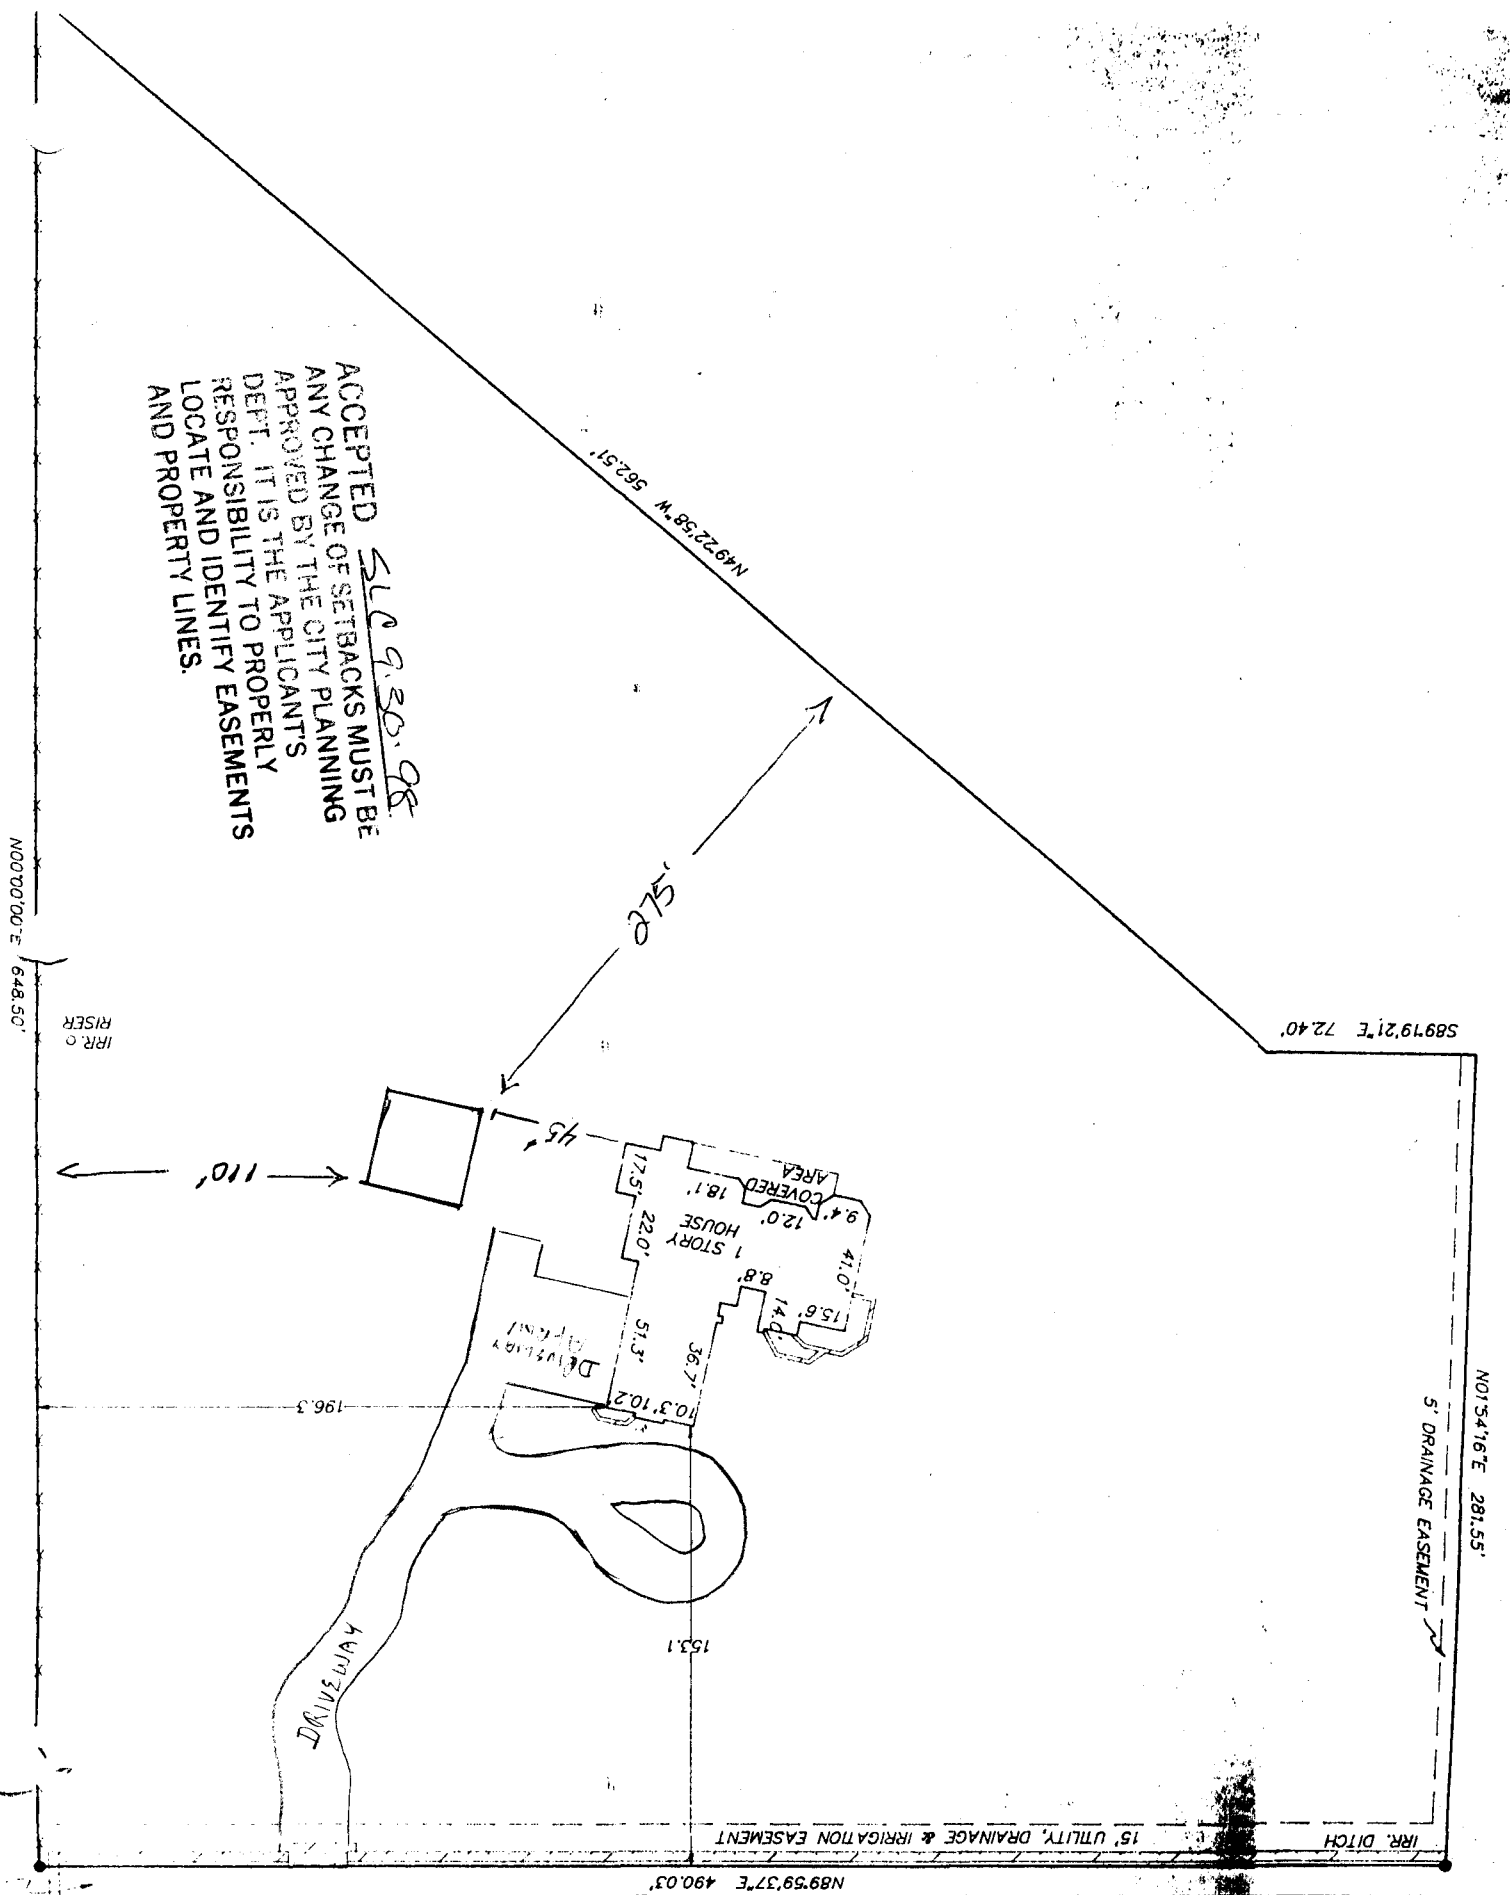 ACCEPTED SLC 9.30.98
ANY CHANGE OF SETBACKS MUST BE
APPROVED BY THE CITY PLANNING
DEPT. IT IS THE APPLICANT'S
RESPONSIBILITY TO PROPERLY
LOCATE AND IDENTIFY EASEMENTS
AND PROPERTY LINES.
N49°22'58"W 562.51'
275'
S89°19'21"E 72.40'
N00°00'00"E 648.50'
IRR.
RISER
110'
45'
COVERED
AREA
1 STORY
HOUSE
17.5'
22.0'
51.3'
18.1'
12.0'
9.4'
41.0'
15.6'
14.0'
8.8'
36.7'
10.3'
10.2'
DRIVEWAY
Apron
196.3
153.1
DRIVEWAY
N01°54'16"E 281.55'
5' DRAINAGE EASEMENT
IRR. DITCH
15' UTILITY, DRAINAGE & IRRIGATION EASEMENT
N89°59'37"E 490.03'